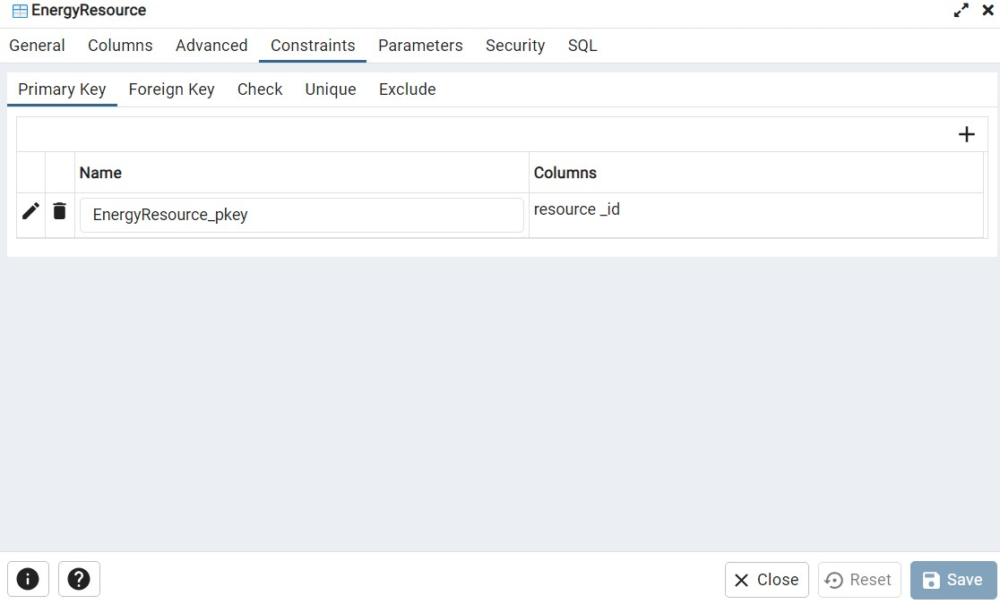 EnergyResource
General Columns Advanced Constraints Parameters Security SQL
Primary Key Foreign Key Check Unique Exclude
Name Columns
EnergyResource_pkey resource _id
Close Reset Save